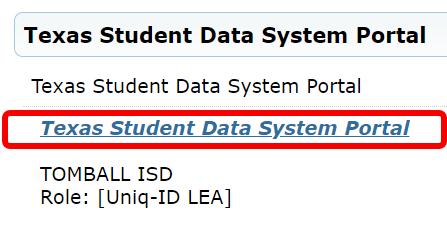 Texas Student Data System Portal
Texas Student Data System Portal
Texas Student Data System Portal
TOMBALL ISD
Role: [Uniq-ID LEA]